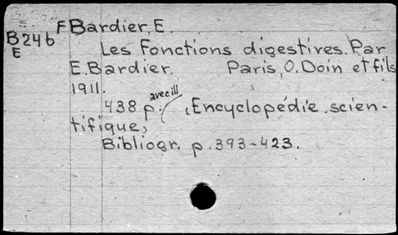 F Bardier, E.
B246
E
Les Fonctions digestives. Par
E. Bardier. Paris, O. Doin et fils
1911.
avec ill
438 p. (Encyclopédie scien-
tifique,
Bibliogr. p. 393-423.